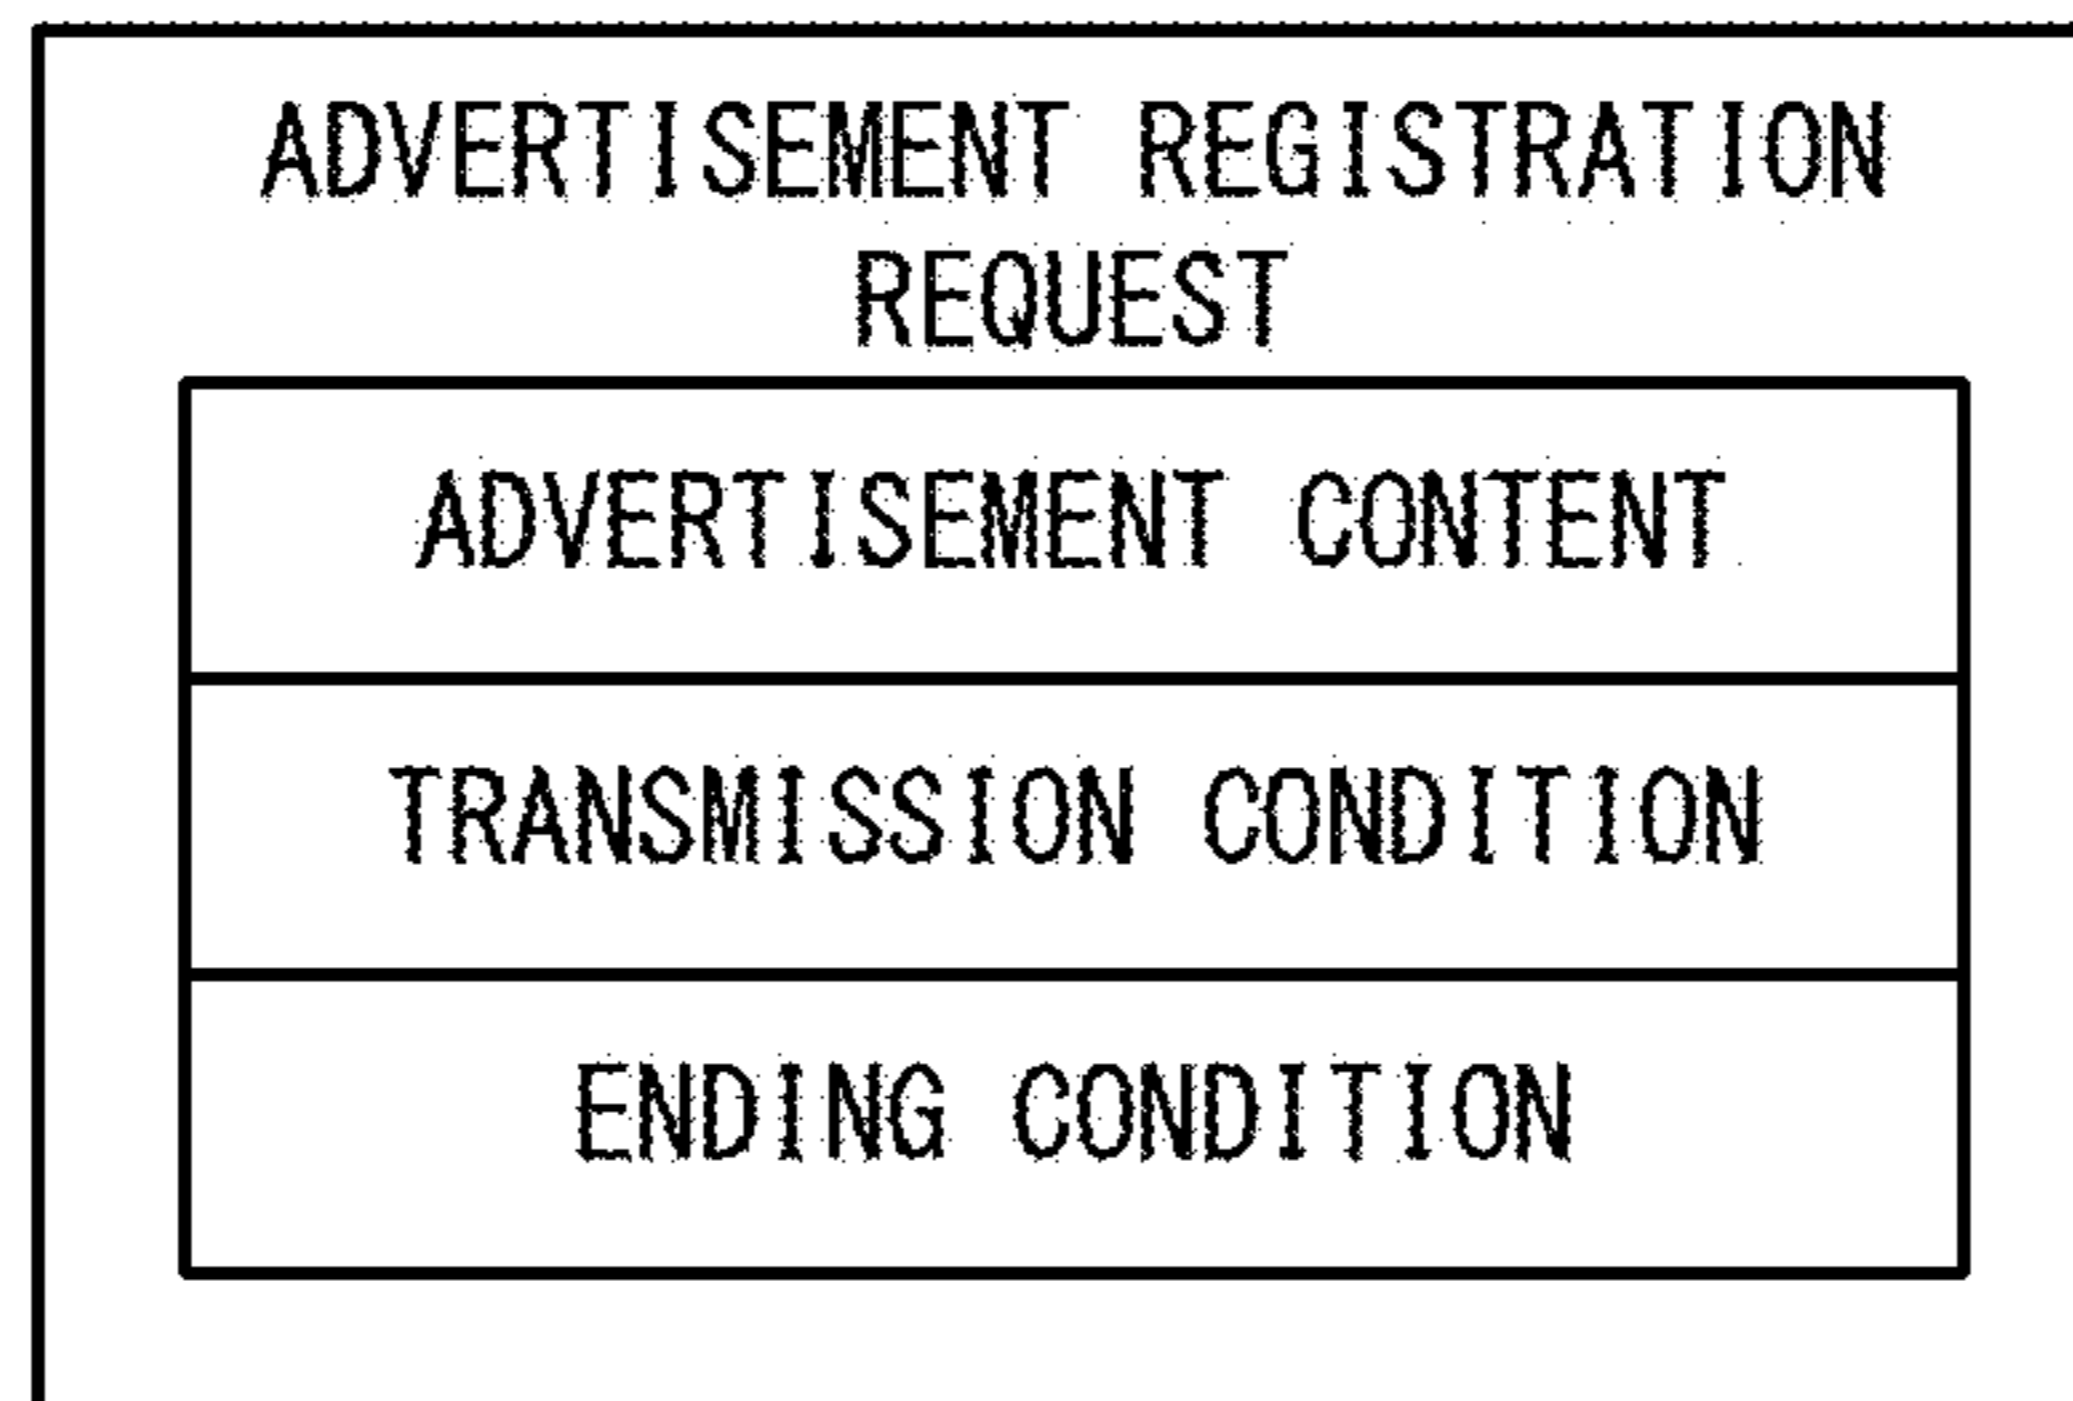 ADVERTISEMENT REGISTRATION
REQUEST
ADVERTISEMENT CONTENT
TRANSMISSION CONDITION
ENDING CONDITION